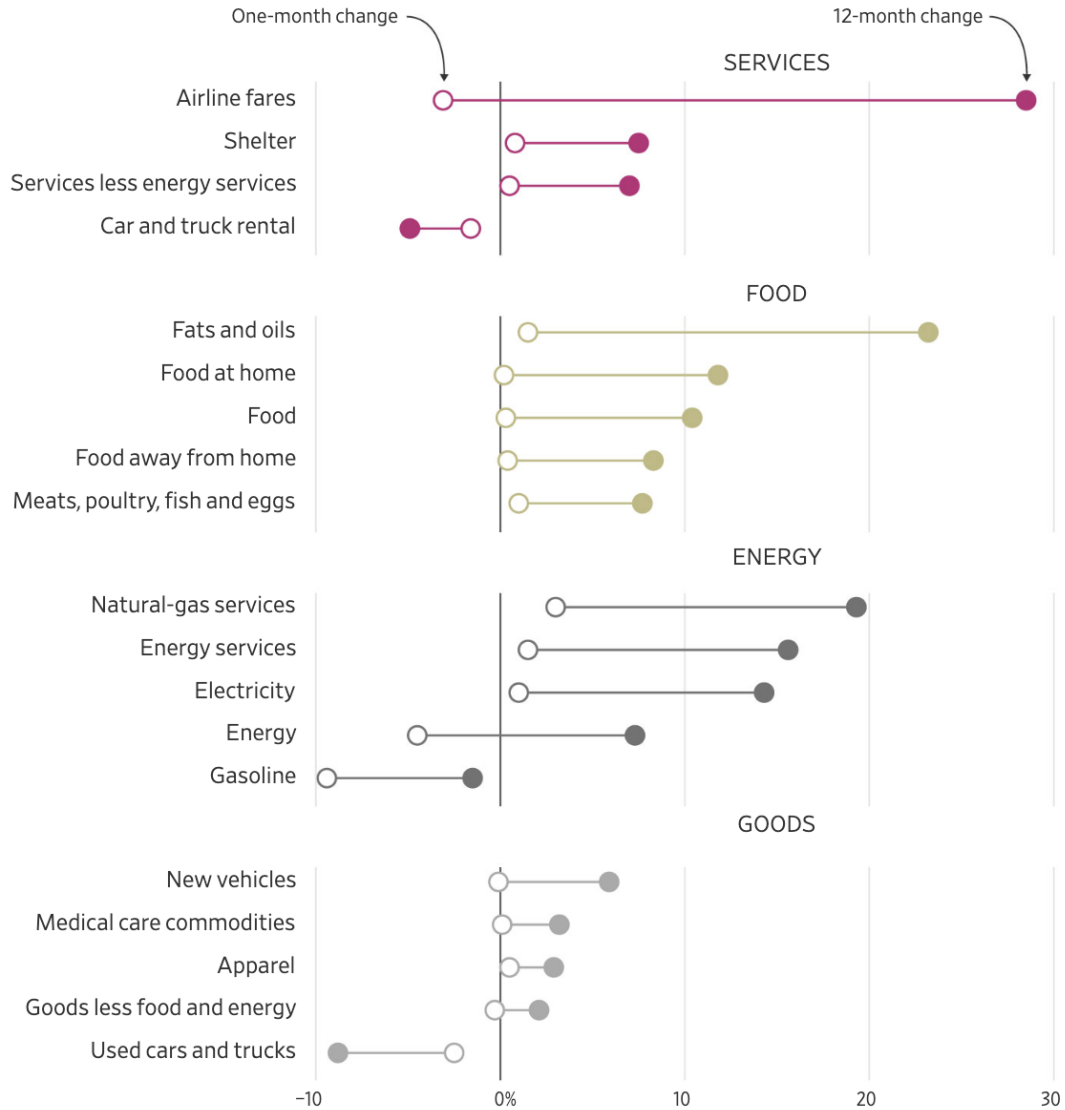 One-month change
12-month change
SERVICES
Airline fares
Shelter
Services less energy services
Car and truck rental
FOOD
Fats and oils
Food at home
Food
Food away from home
Meats, poultry, fish and eggs
ENERGY
Natural-gas services
Energy services
Electricity
Energy
Gasoline
GOODS
New vehicles
Medical care commodities
Apparel
Goods less food and energy
Used cars and trucks
−10 0% 10 20 30